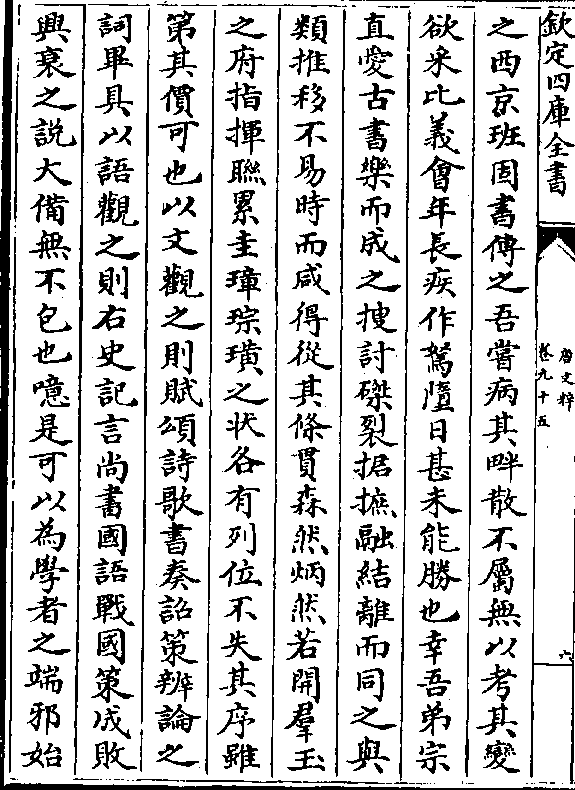 欽定四庫全書
唐文粹
卷九十五
六
之西京班固書傳之吾嘗病其畔散不屬無以考其變
欲采比義會年長疾作駑墮日甚未能勝也幸吾弟宗
直愛古書樂而成之搜討磔裂捃摭融結離而同之與
類推移不易時而咸得從其條貫森然炳然若開羣玉
之府指揮聯累圭璋琮璜之状各有列位不失其序雖
第其價可也以文觀之則賦頌詩歌書奏詔策辨論之
詞畢具以語觀之則右史記言尚書國語戰國策成敗
興衰之説大備無不包也噫是可以為學者之端邪始